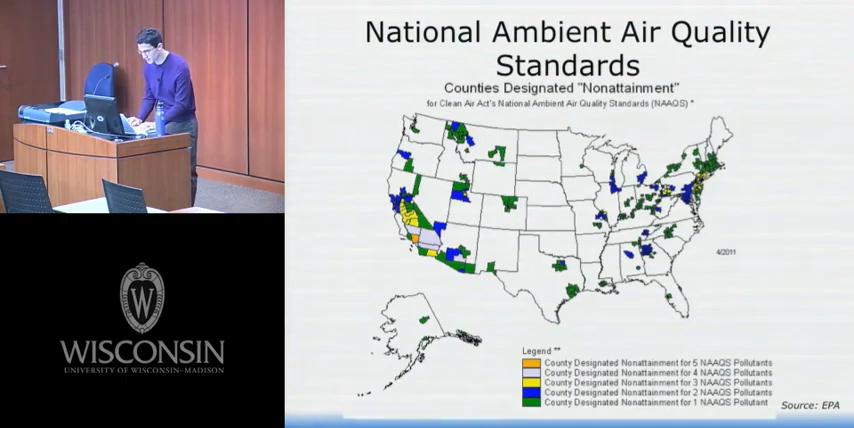 National Ambient Air Quality
Standards
Counties Designated "Nonattainment"
for Clean Air Act's National Ambient Air Quality Standards (NAAQS) *
4/2011
Legend **
County Designated Nonattainment for 5 NAAQS Pollutants
County Designated Nonattainment for 4 NAAQS Pollutants
County Designated Nonattainment for 3 NAAQS Pollutants
County Designated Nonattainment for 2 NAAQS Pollutants
County Designated Nonattainment for 1 NAAQS Pollutant
Source: EPA
W
WISCONSIN
UNIVERSITY OF WISCONSIN–MADISON